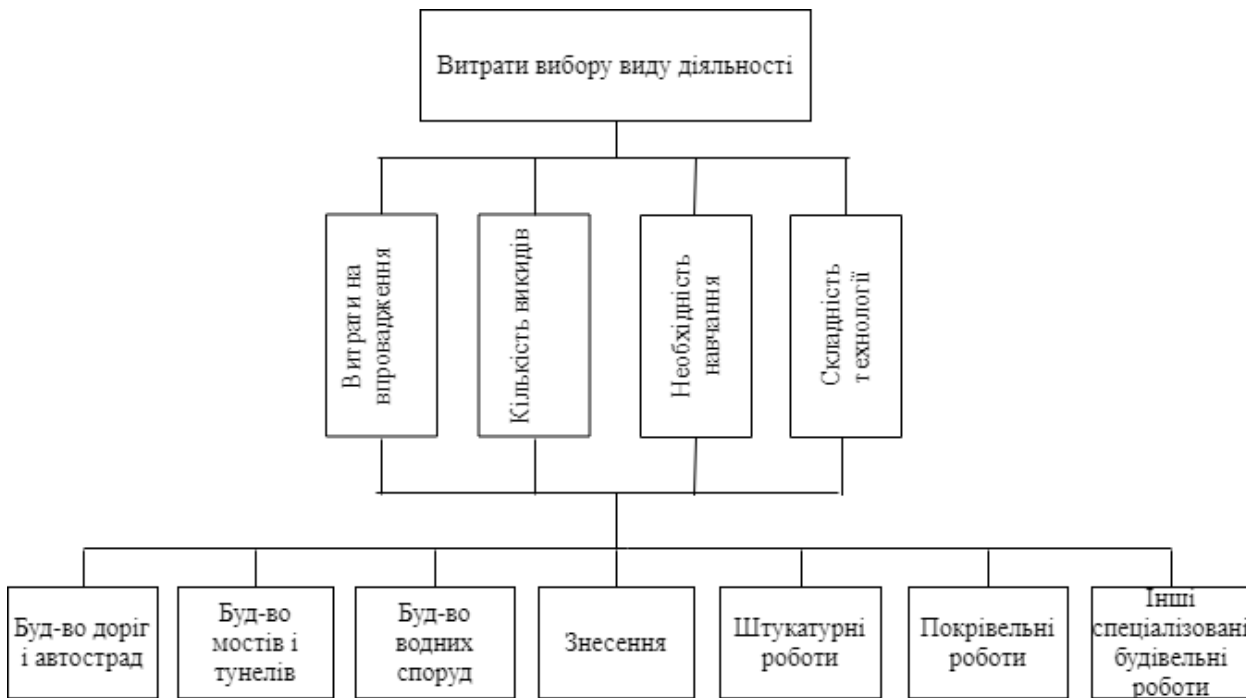 Витрати вибору виду діяльності
Витрати на
впровадження
Кількість викидів
Необхідність
навчання
Складність
технології
Буд-во доріг
і автострад
Буд-во
мостів і
тунелів
Буд-во
водних
споруд
Знесення
Штукатурні
роботи
Покрівельні
роботи
Інші
спеціалізовані
будівельні
роботи